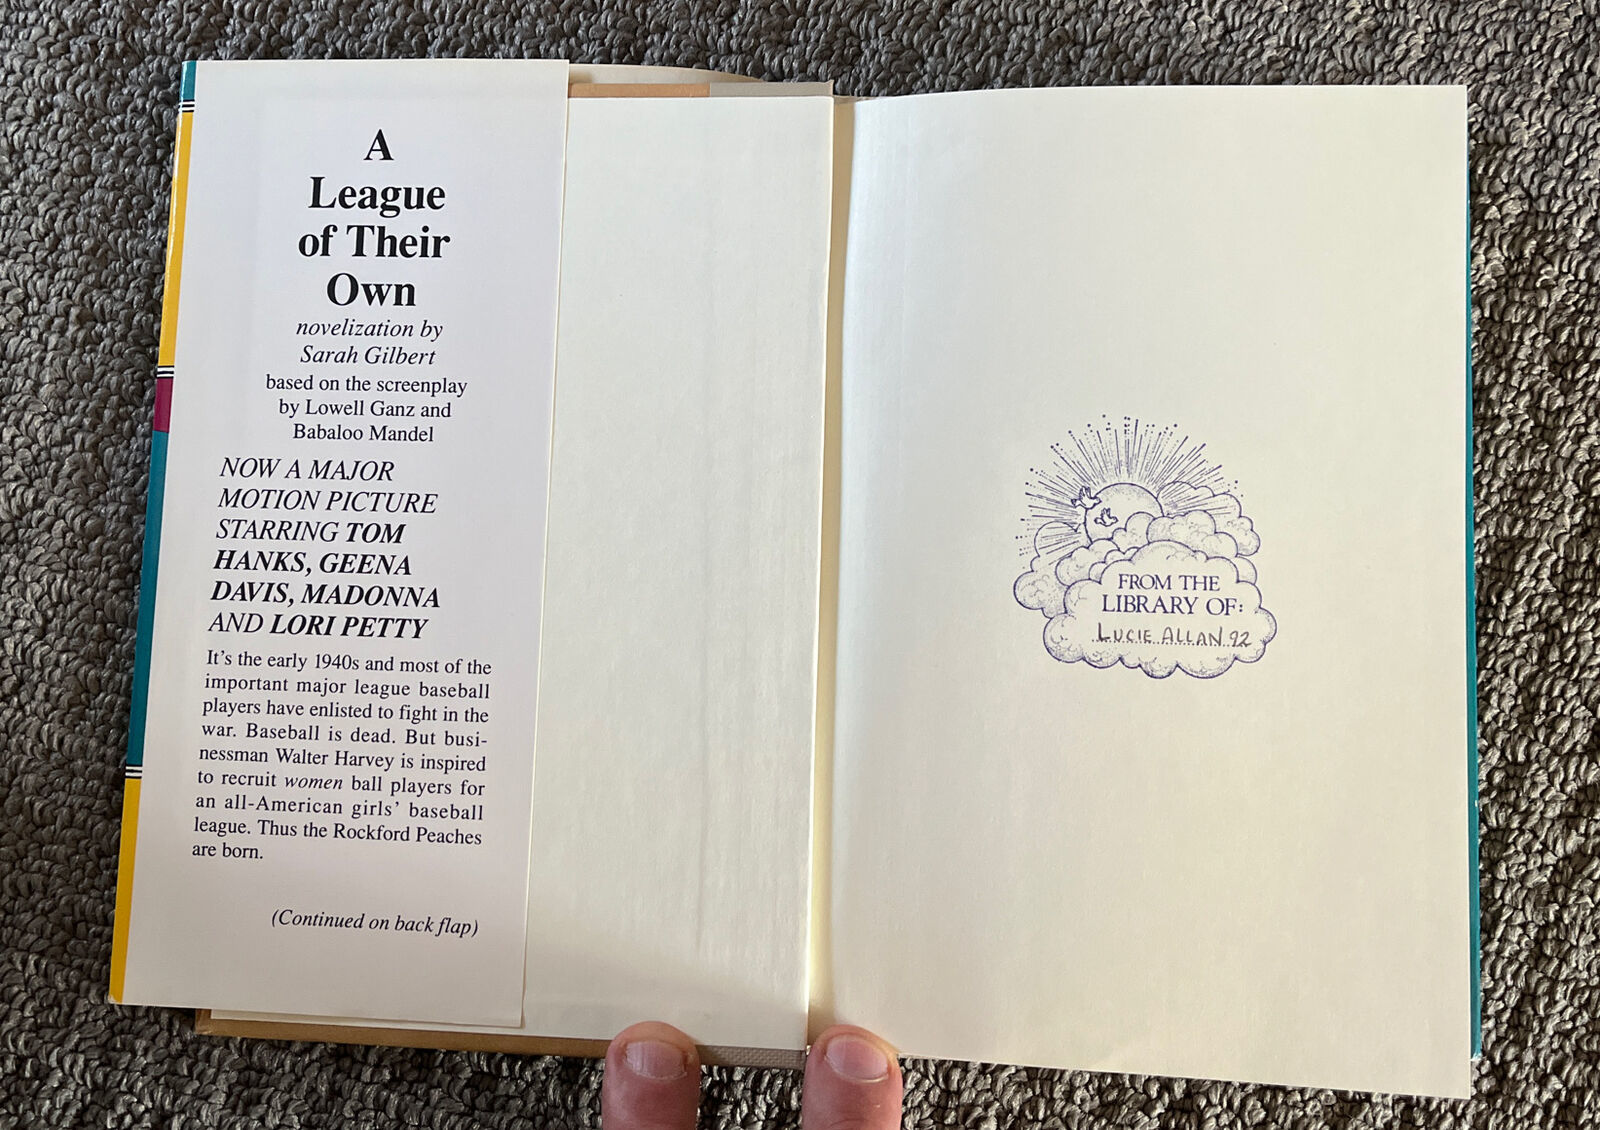 A
League
of Their
Own
novelization by
Sarah Gilbert
based on the screenplay
by Lowell Ganz and
Babaloo Mandel
NOW A MAJOR
MOTION PICTURE
STARRING TOM
HANKS, GEENA
DAVIS, MADONNA
AND LORI PETTY
It's the early 1940s and most of the
important major league baseball
players have enlisted to fight in the
war. Baseball is dead. But busi-
nessman Walter Harvey is inspired
to recruit women ball players for
an all-American girls' baseball
league. Thus the Rockford Peaches
are born.
(Continued on back flap)
FROM THE
LIBRARY OF:
LUCIE ALLAN 92